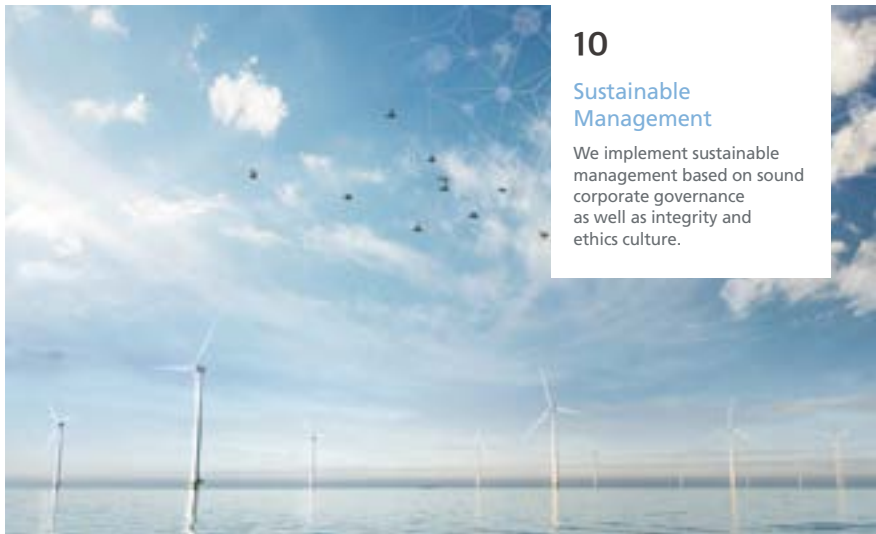 10
Sustainable
Management
We implement sustainable
management based on sound
corporate governance
as well as integrity and
ethics culture.